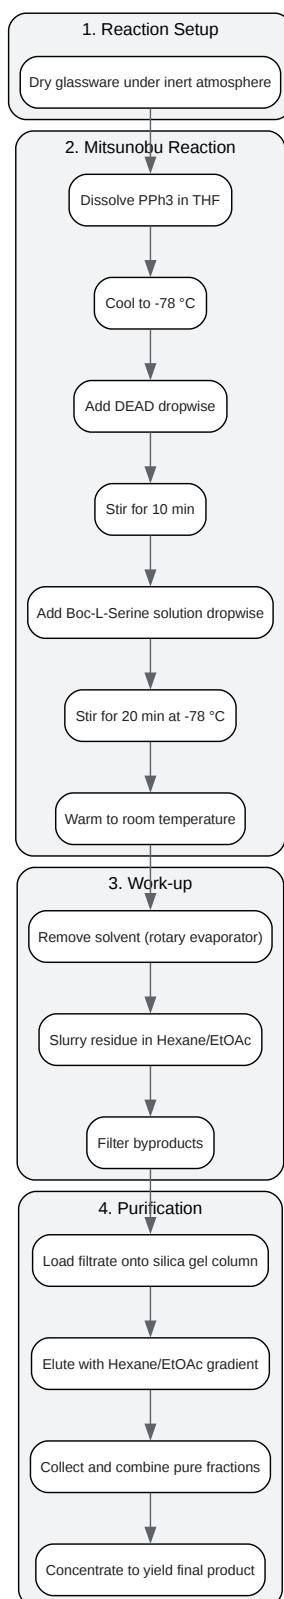 1. Reaction Setup
Dry glassware under inert atmosphere
2. Mitsunobu Reaction
Dissolve PPh3 in THF
Cool to -78 °C
Add DEAD dropwise
Stir for 10 min
Add Boc-L-Serine solution dropwise
Stir for 20 min at -78 °C
Warm to room temperature
3. Work-up
Remove solvent (rotary evaporator)
Slurry residue in Hexane/EtOAc
Filter byproducts
4. Purification
Load filtrate onto silica gel column
Elute with Hexane/EtOAc gradient
Collect and combine pure fractions
Concentrate to yield final product